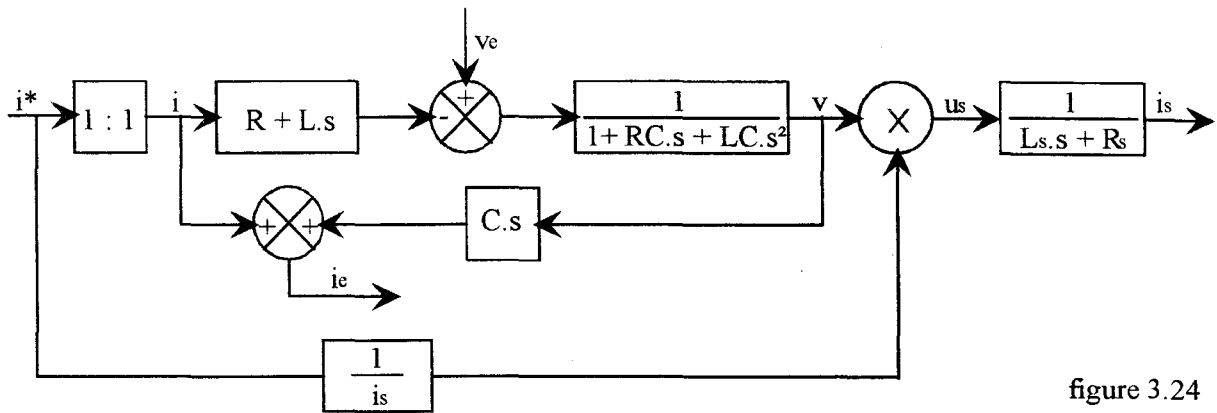 ve
i*
1 : 1
i
R + L.s
+
-
1
1+ RC.s + LC.s²
v
X
us
1
Ls.s + Rs
is
+
+
C.s
ie
1
is
figure 3.24